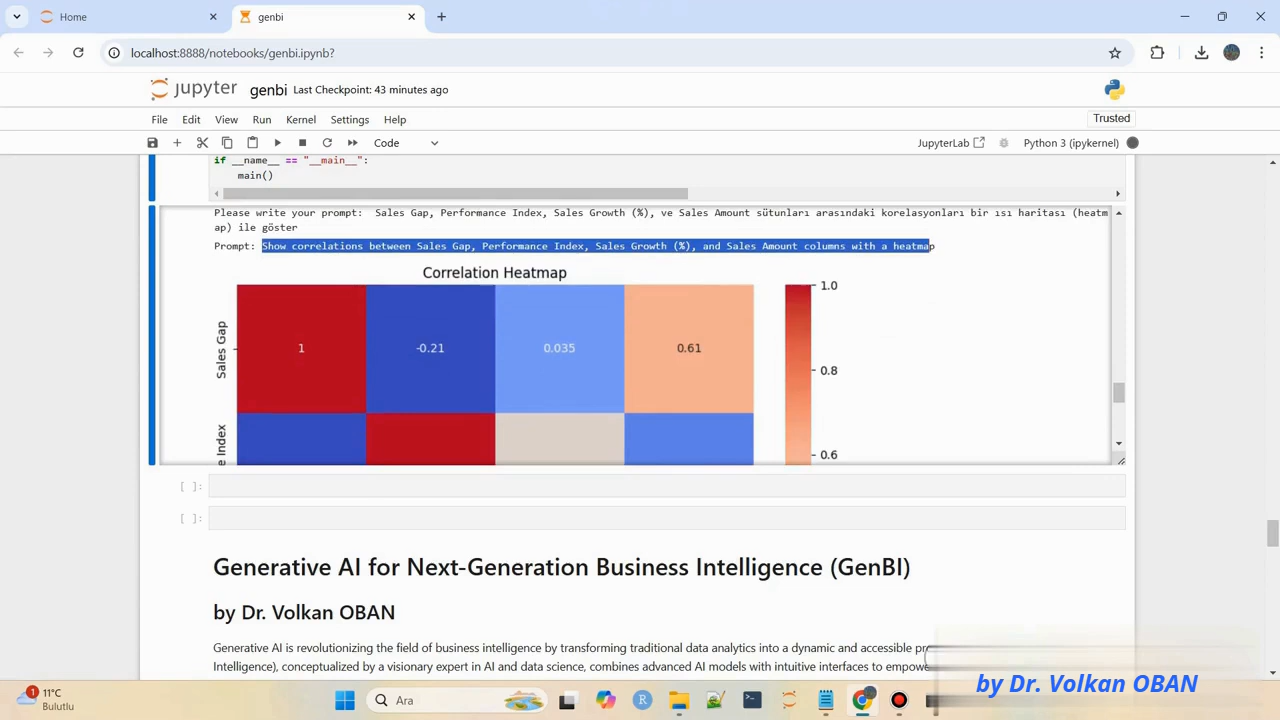 Home
genbi
localhost:8888/notebooks/genbi.ipynb?
jupyter genbi Last Checkpoint: 43 minutes ago
File Edit View Run Kernel Settings Help
Trusted
Code
JupyterLab
Python 3 (ipykernel)
if __name__ == "__main__":
main()
Please write your prompt: Sales Gap, Performance Index, Sales Growth (%), ve Sales Amount sütunları arasındaki korelasyonları bir ısı haritası (heatm
ap) ile göster
Prompt: Show correlations between Sales Gap, Performance Index, Sales Growth (%), and Sales Amount columns with a heatmap
Correlation Heatmap
Sales Gap
1 -0.21 0.035 0.61
1.0
0.8
e Index
0.6
[ ]:
[ ]:
Generative AI for Next-Generation Business Intelligence (GenBI)
by Dr. Volkan OBAN
Generative AI is revolutionizing the field of business intelligence by transforming traditional data analytics into a dynamic and accessible
Intelligence), conceptualized by a visionary expert in AI and data science, combines advanced AI models with intuitive interfaces to
by Dr. Volkan OBAN
1
11°C
Bulutlu
Ara
R